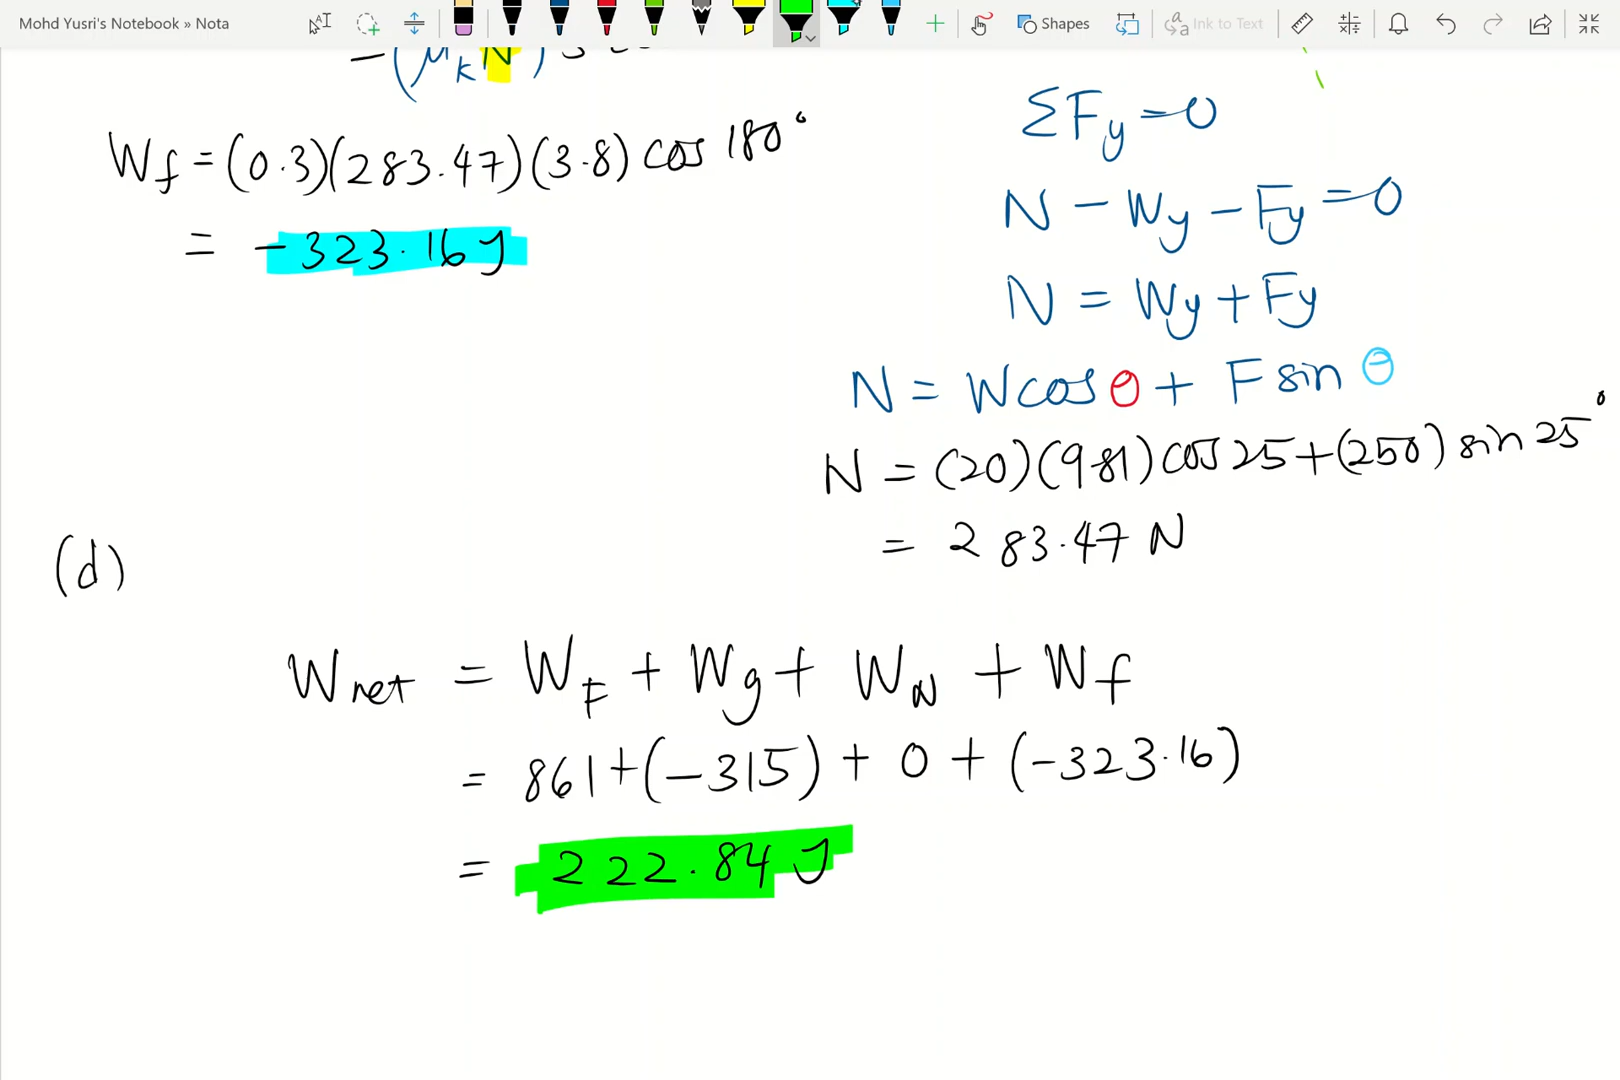 Mohd Yusri's Notebook » Nota
Shapes
Ink to Text
-(μkN)s
Wf = (0.3)(283.47)(3.8) cos 180°
= -323.16 J
ΣFy = 0
N - Wy - Fy = 0
N = Wy + Fy
N = W cos θ + F sin θ
N = (20)(9.81) cos 25 + (250) sin 25°
= 283.47 N
(d)
Wnet = WF + Wg + WN + Wf
= 861 + (-315) + 0 + (-323.16)
= 222.84 J